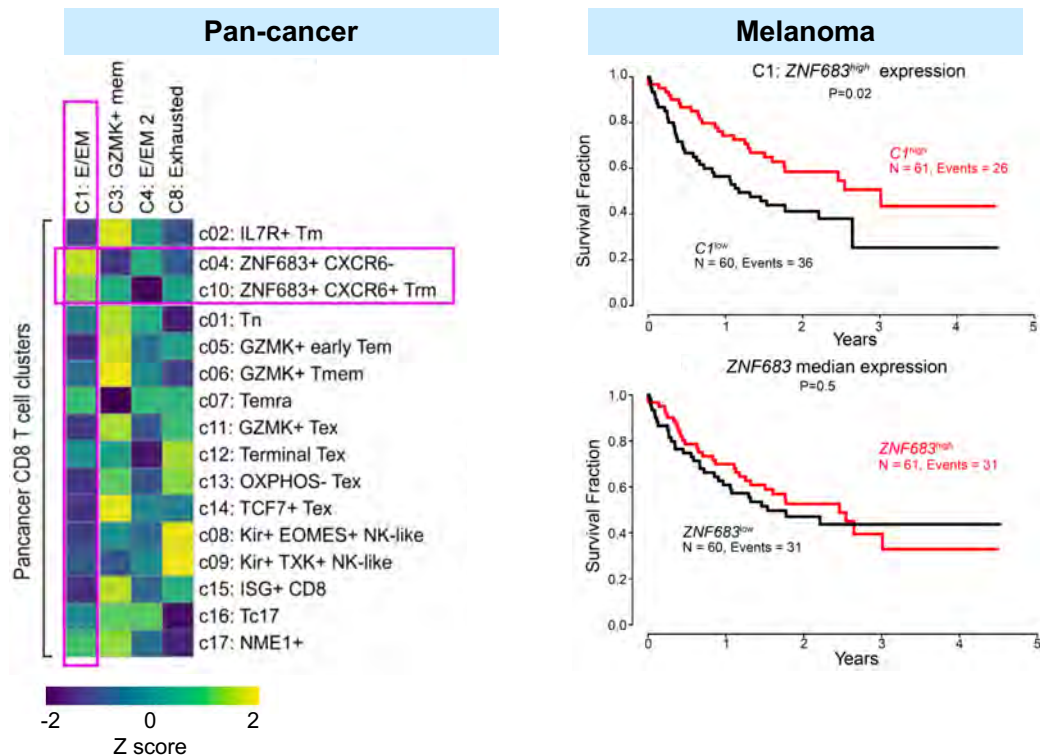 Pan-cancer
C1: E/EM
C3: GZMK+ mem
C4: E/EM 2
C8: Exhausted
Pancancer CD8 T cell clusters
c02: IL7R+ Tm
c04: ZNF683+ CXCR6-
c10: ZNF683+ CXCR6+ Trm
c01: Tn
c05: GZMK+ early Tem
c06: GZMK+ Tmem
c07: Temra
c11: GZMK+ Tex
c12: Terminal Tex
c13: OXPHOS- Tex
c14: TCF7+ Tex
c08: Kir+ EOMES+ NK-like
c09: Kir+ TXK+ NK-like
c15: ISG+ CD8
c16: Tc17
c17: NME1+
-2 0 2
Z score
Melanoma
C1: ZNF683high expression
P=0.02
Survival Fraction
1.0
0.8
0.6
0.4
0.2
0.0
C1high
N = 61, Events = 26
C1low
N = 60, Events = 36
0 1 2 3 4 5
Years
ZNF683 median expression
P=0.5
Survival Fraction
1.0
0.8
0.6
0.4
0.2
0.0
ZNF683high
N = 61, Events = 31
ZNF683low
N = 60, Events = 31
0 1 2 3 4 5
Years